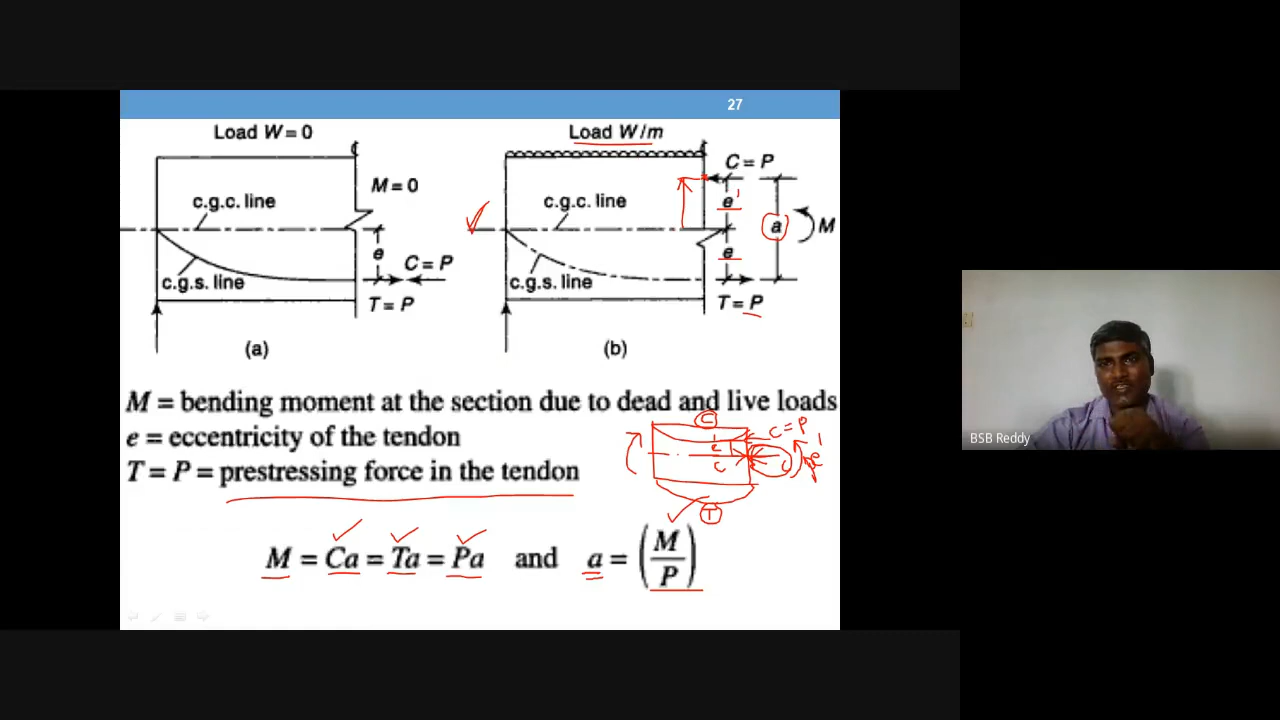 27
Load W = 0
Load W/m
C = P
M = 0
c.g.c. line
c.g.c. line
e'
a
M
e
C = P
e
c.g.s. line
T = P
c.g.s. line
T = P
(a)
(b)
M = bending moment at the section due to dead and live loads
e = eccentricity of the tendon
T = P = prestressing force in the tendon
C
C = P
T
M = Ca = Ta = Pa and a = (M/P)
BSB Reddy